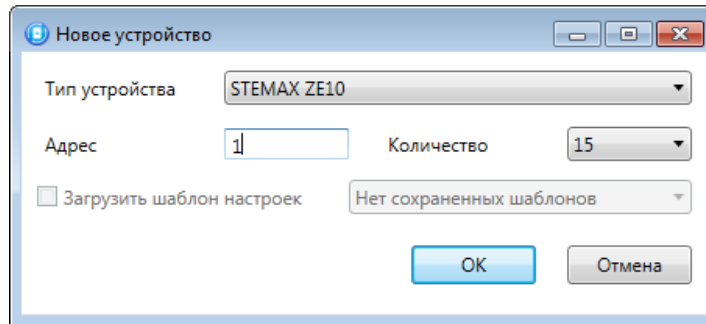 Новое устройство
Тип устройства STEMAX ZE10
Адрес 1 Количество 15
Загрузить шаблон настроек Нет сохраненных шаблонов
OK Отмена